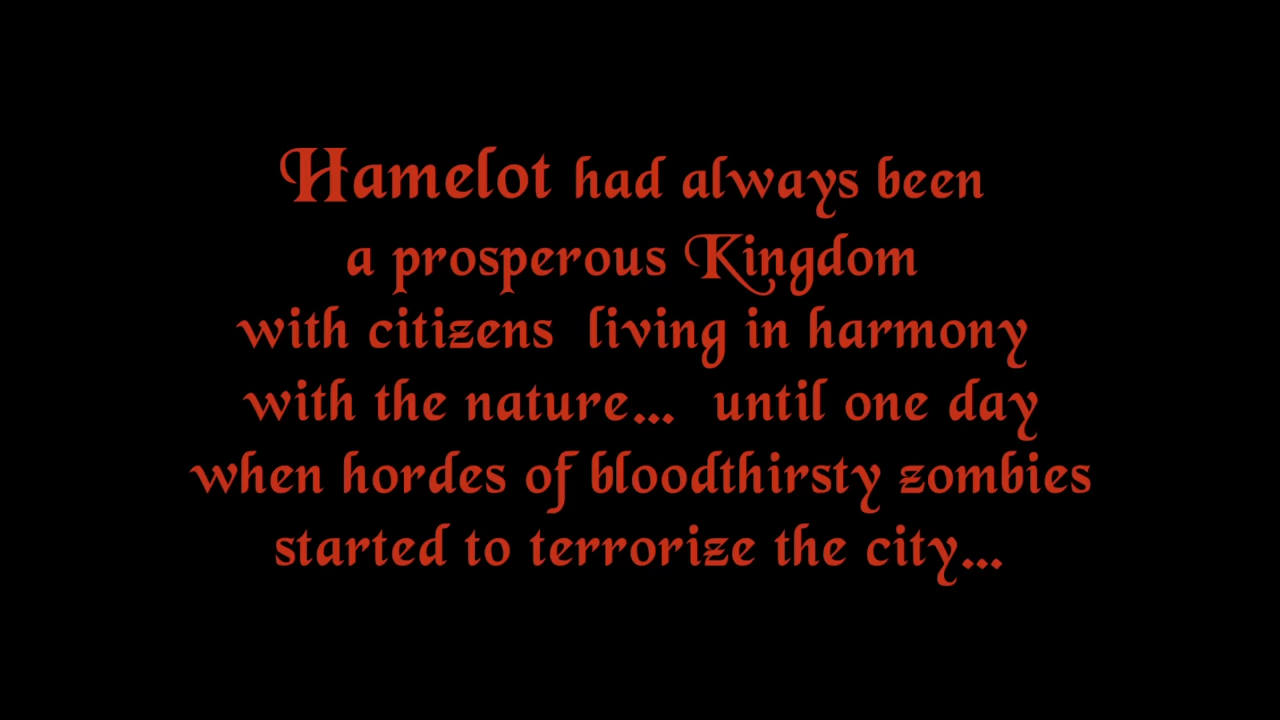 Hamelot had always been
a prosperous Kingdom
with citizens  living in harmony
with the nature...  until one day
when hordes of bloodthirsty zombies
started to terrorize the city...